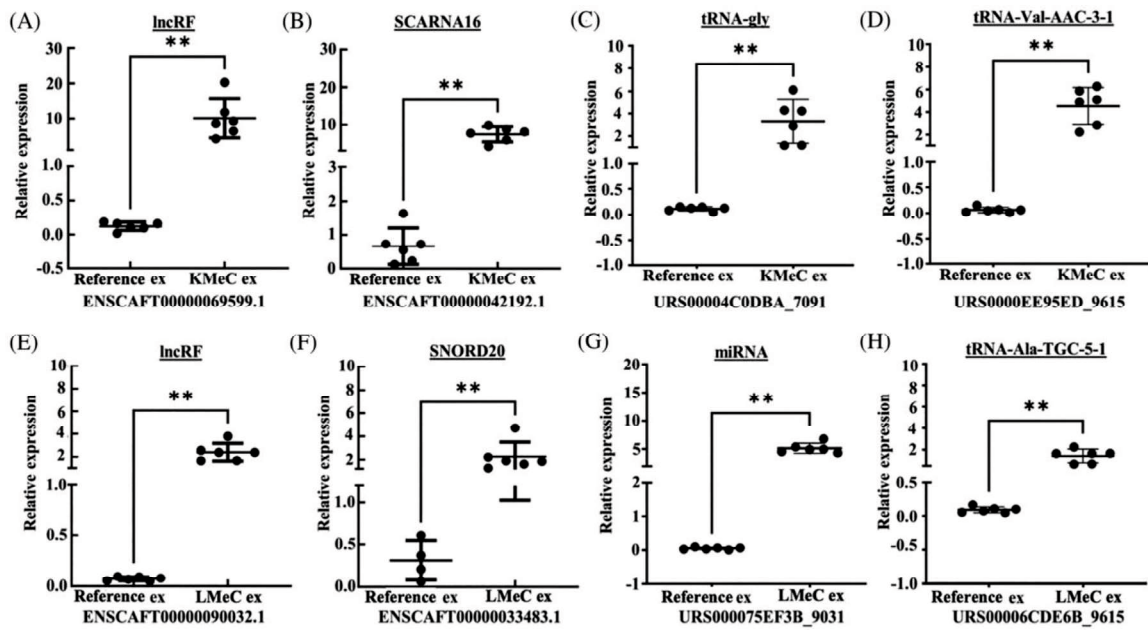 (A) lncRF
**
Relative expression
30
20
10
1.0
0.5
0.0
-0.5
Reference ex KMeC ex
ENSCAFT00000069599.1
(B) SCARNA16
**
Relative expression
30
20
10
3
2
1
0
Reference ex KMeC ex
ENSCAFT00000042192.1
(C) tRNA-gly
**
Relative expression
10
8
6
4
2
1.0
0.5
0.0
-0.5
-1.0
Reference ex KMeC ex
URS00004C0DBA_7091
(D) tRNA-Val-AAC-3-1
**
Relative expression
10
8
6
4
2
1.0
0.5
0.0
-0.5
-1.0
Reference ex KMeC ex
URS0000EE95ED_9615
(E) lncRF
**
Relative expression
10
8
6
4
2
1.0
0.5
0.0
Reference ex LMeC ex
ENSCAFT00000090032.1
(F) SNORD20
**
Relative expression
10
8
6
4
2
1.0
0.5
0.0
Reference ex LMeC ex
ENSCAFT00000033483.1
(G) miRNA
**
Relative expression
20
15
10
5
1
0
-1
Reference ex LMeC ex
URS000075EF3B_9031
(H) tRNA-Ala-TGC-5-1
**
Relative expression
10
8
6
4
2
0.5
0.0
-0.5
-1.0
Reference ex LMeC ex
URS00006CDE6B_9615